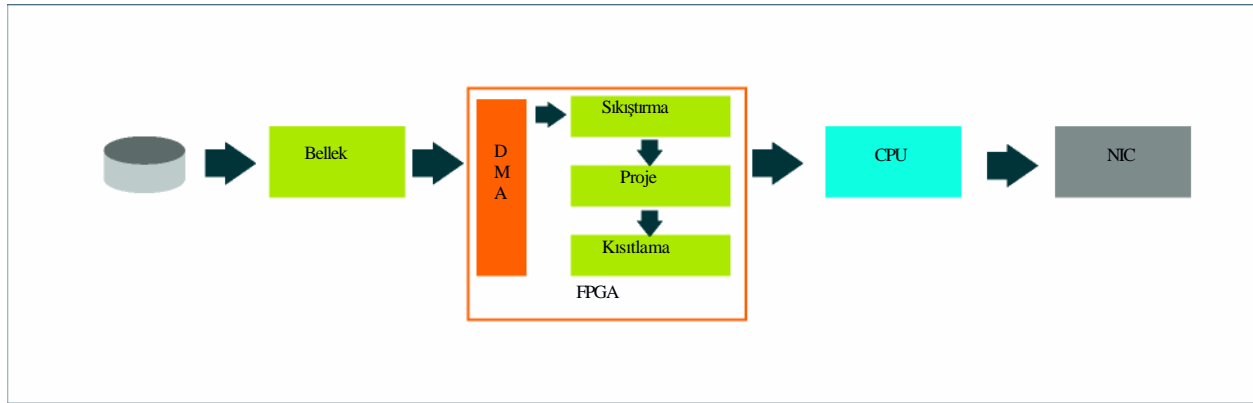 Bellek
D
M
A
Sıkıştırma
Proje
Kısıtlama
FPGA
CPU
NIC